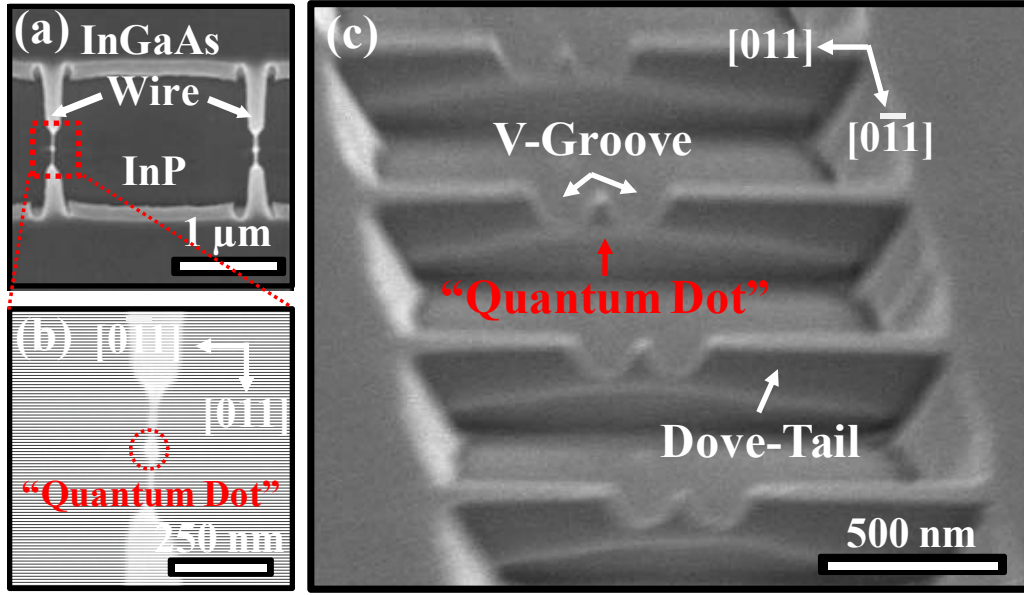 (a)
InGaAs
Wire
InP
1 µm
(b)
[011]
[011]
"Quantum Dot"
250 nm
(c)
[011]
[01̅1]
V-Groove
"Quantum Dot"
Dove-Tail
500 nm